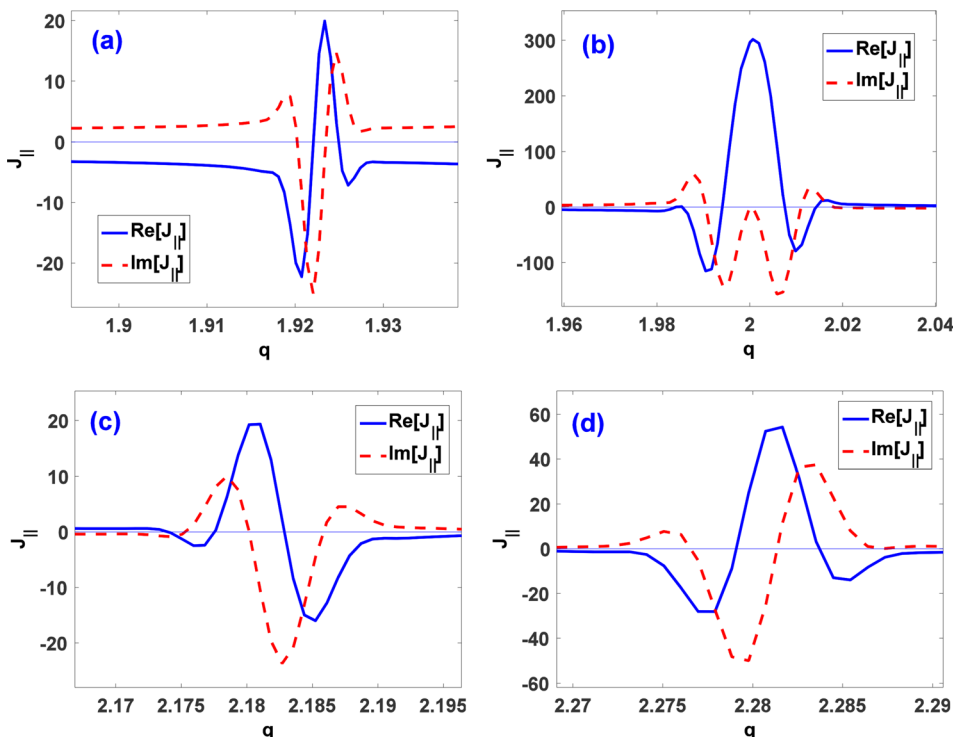 (a)
20
10
0
-10
-20
J||
Re[J||]
Im[J||]
1.9
1.91
1.92
1.93
q
(b)
300
200
100
0
-100
J||
Re[J||]
Im[J||]
1.96
1.98
2
2.02
2.04
q
(c)
20
10
0
-10
-20
J||
Re[J||]
Im[J||]
2.17
2.175
2.18
2.185
2.19
2.195
q
(d)
60
40
20
0
-20
-40
-60
J||
Re[J||]
Im[J||]
2.27
2.275
2.28
2.285
2.29
q